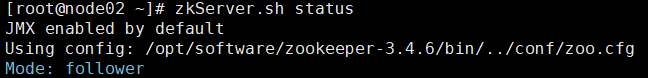 [root@node02 ~]# zkServer.sh status
JMX enabled by default
Using config: /opt/software/zookeeper-3.4.6/bin/../conf/zoo.cfg
Mode: follower